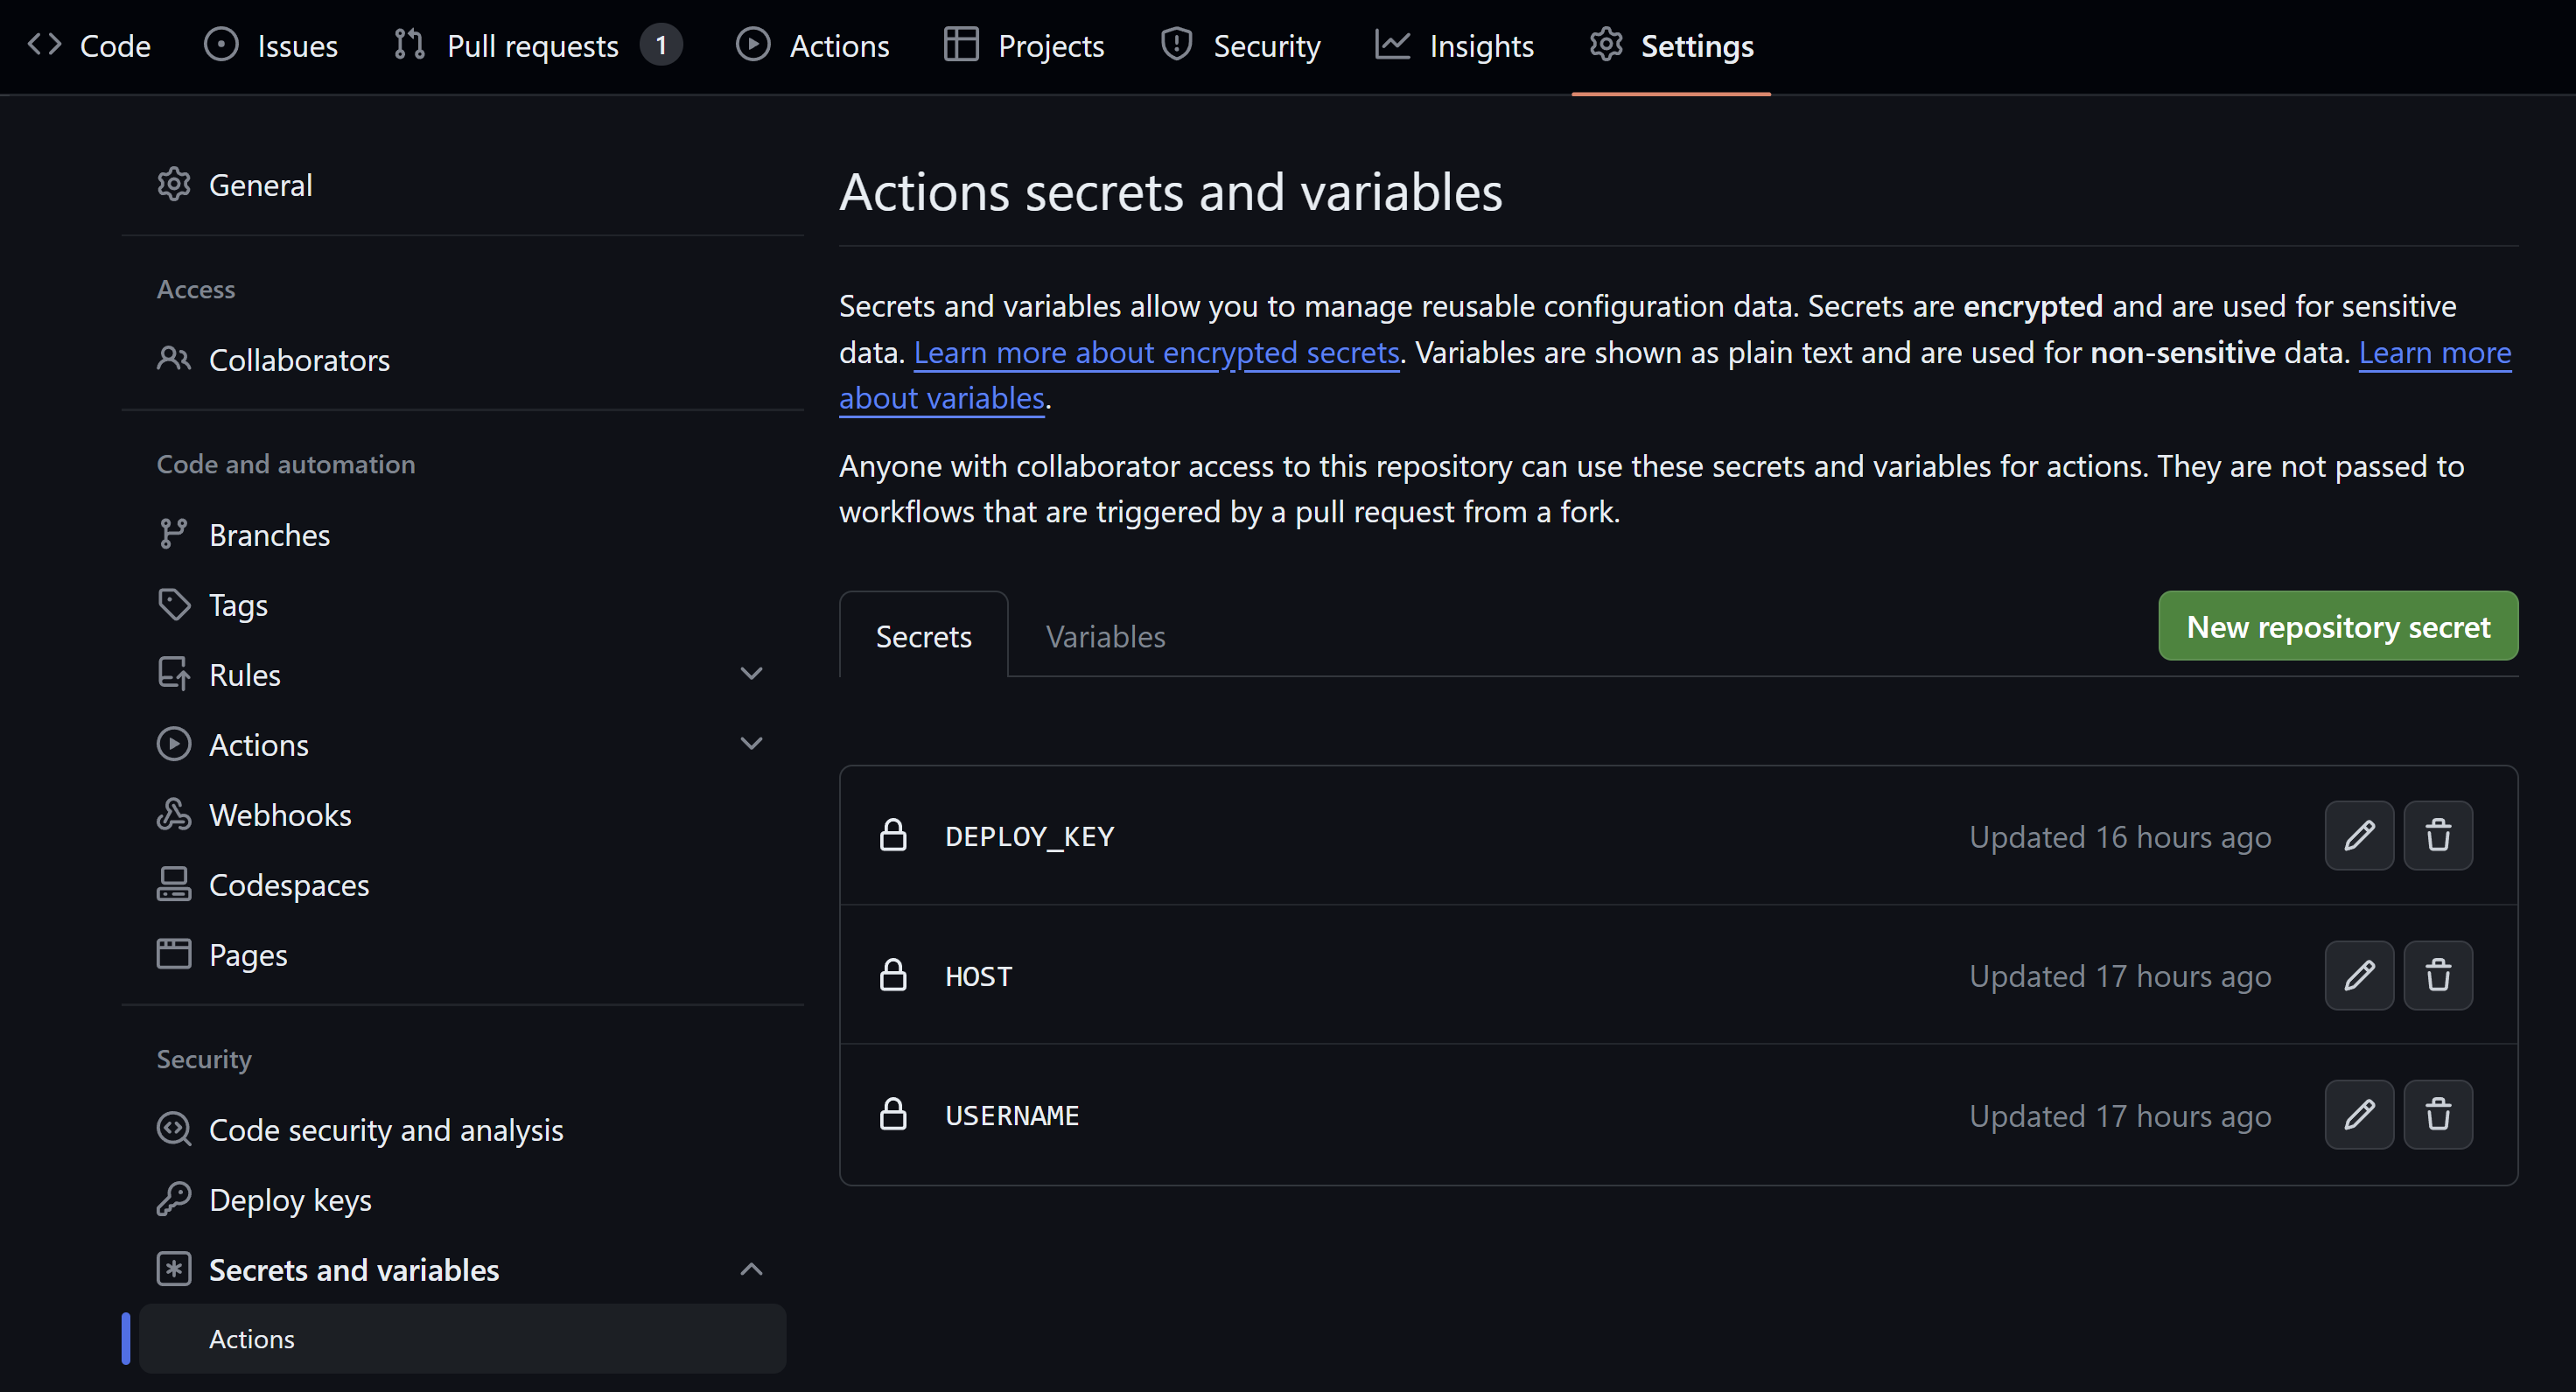 Code Issues Pull requests 1 Actions Projects Security Insights Settings
General
Access
Collaborators
Code and automation
Branches
Tags
Rules
Actions
Webhooks
Codespaces
Pages
Security
Code security and analysis
Deploy keys
Secrets and variables
Actions
Actions secrets and variables
Secrets and variables allow you to manage reusable configuration data. Secrets are encrypted and are used for sensitive
data. Learn more about encrypted secrets. Variables are shown as plain text and are used for non-sensitive data. Learn more
about variables.
Anyone with collaborator access to this repository can use these secrets and variables for actions. They are not passed to
workflows that are triggered by a pull request from a fork.
Secrets Variables New repository secret
DEPLOY_KEY Updated 16 hours ago
HOST Updated 17 hours ago
USERNAME Updated 17 hours ago